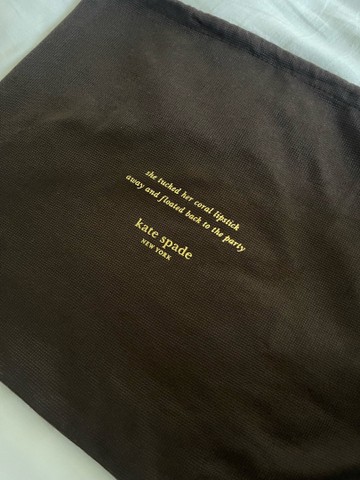 she tucked her coral lipstick
away and floated back to the party
kate spade
NEW YORK